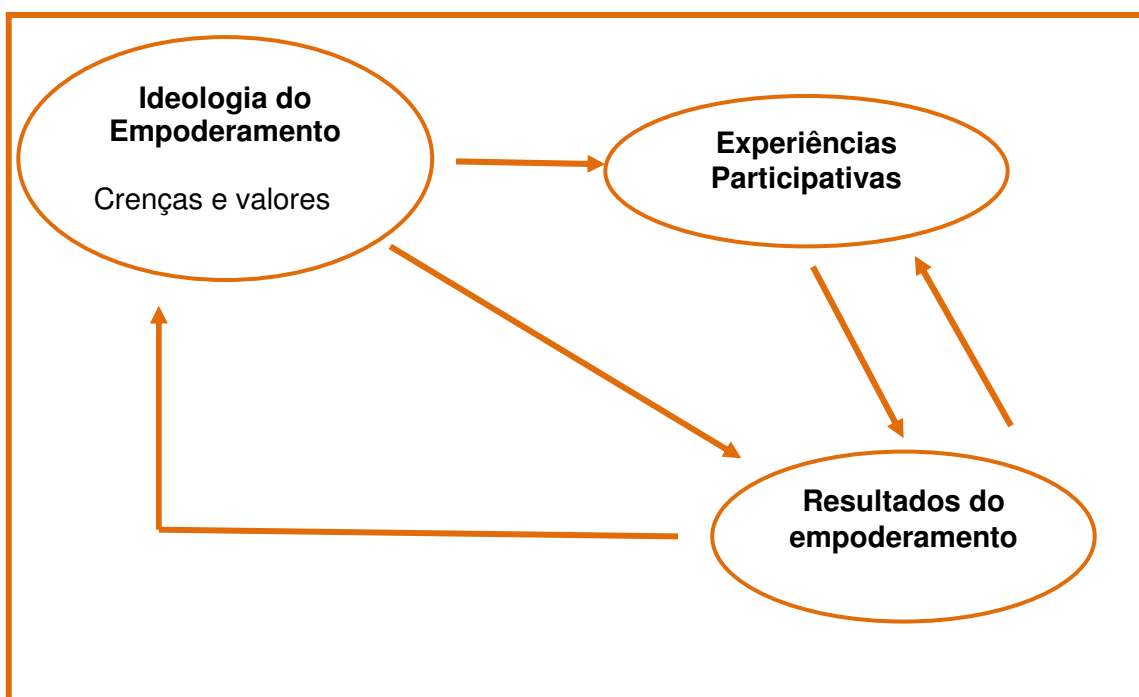 Ideologia do
Empoderamento
Crenças e valores
Experiências
Participativas
Resultados do
empoderamento